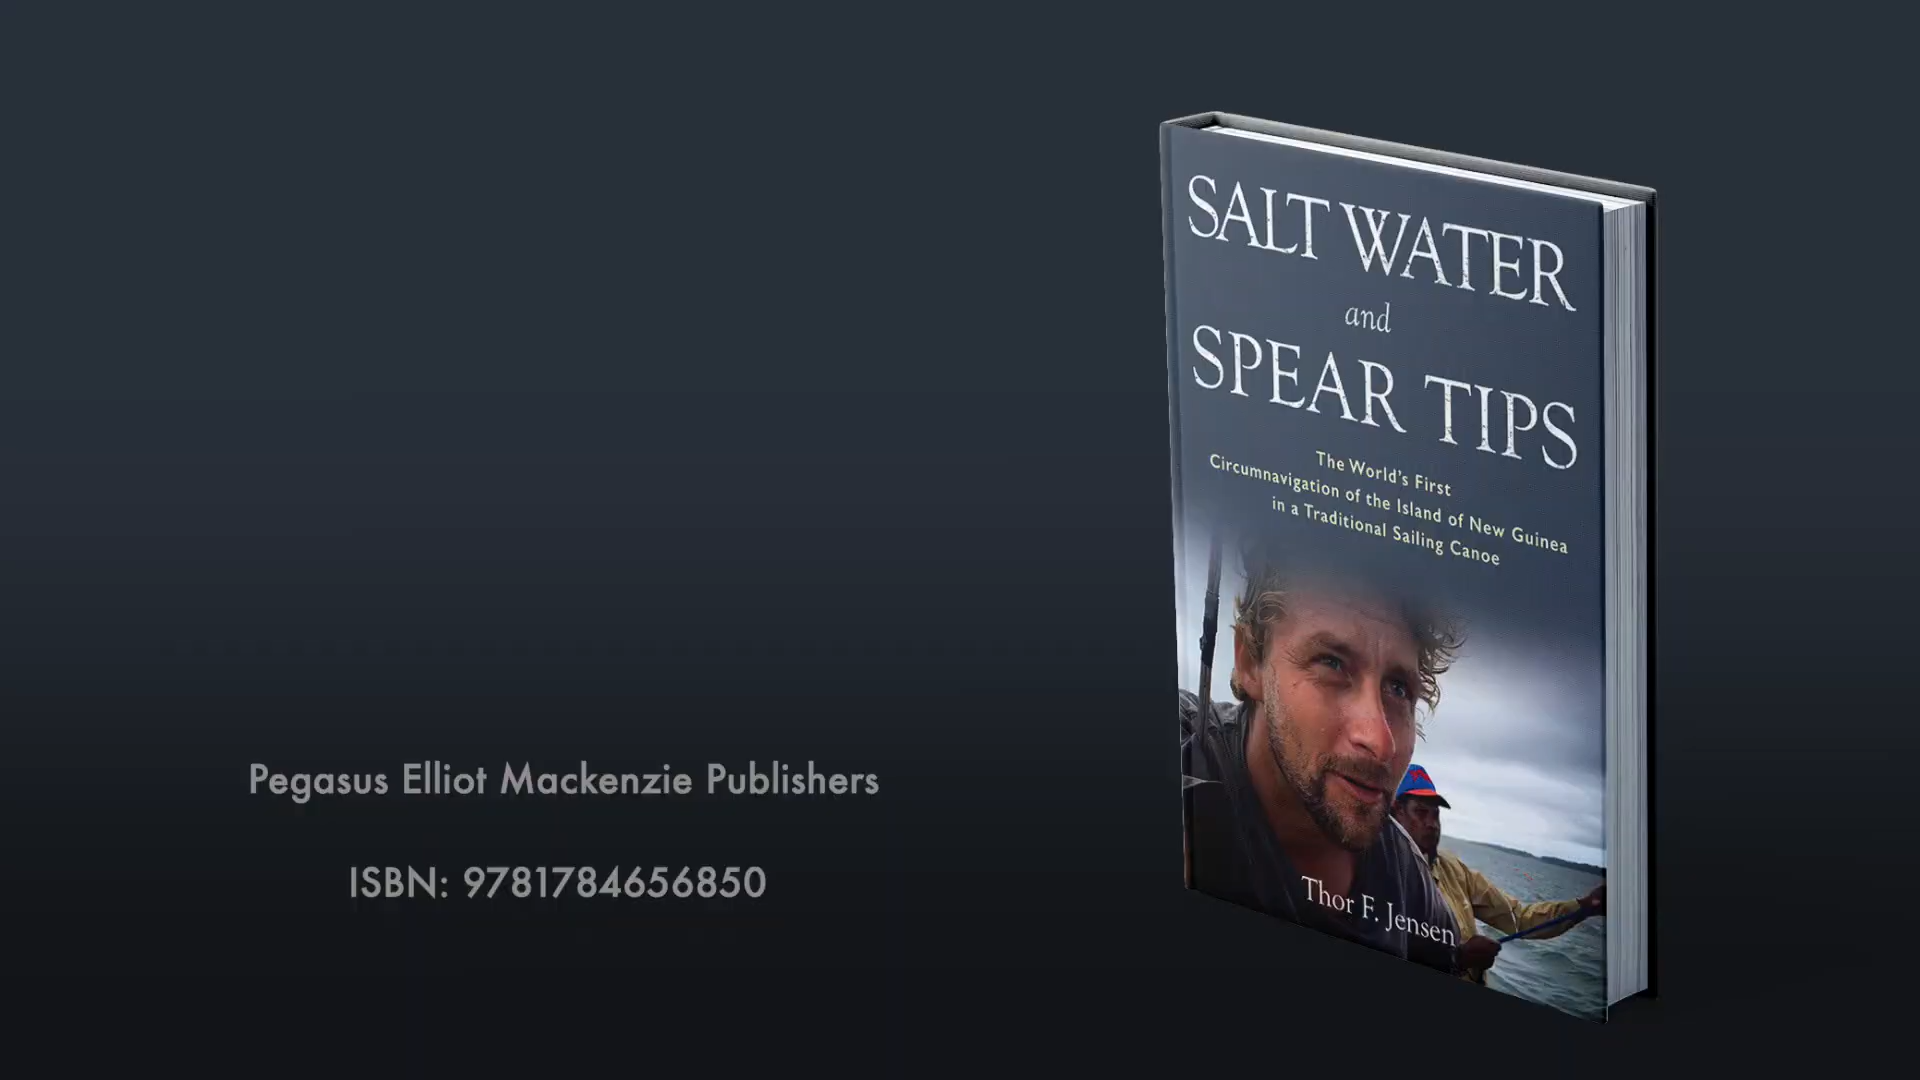 SALT WATER
and
SPEAR TIPS
The World's First
Circumnavigation of the Island of New Guinea
in a Traditional Sailing Canoe
Thor F. Jensen
Pegasus Elliot Mackenzie Publishers
ISBN: 9781784656850